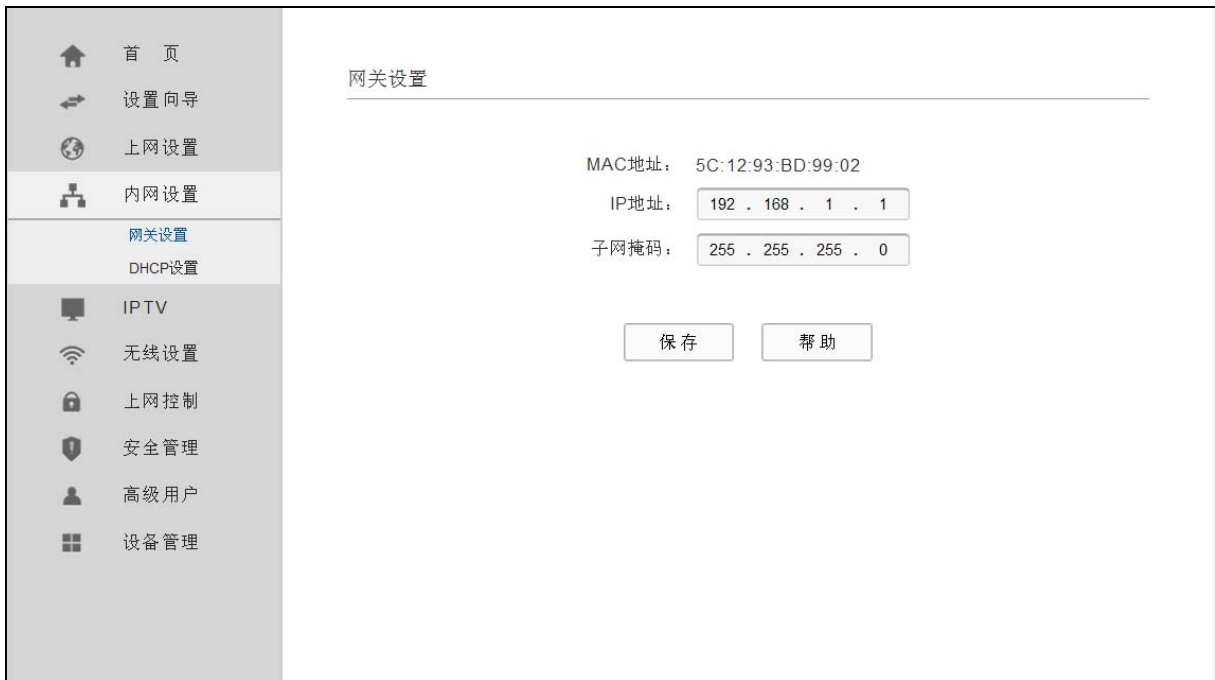 首 页
设置向导
上网设置
内网设置
网关设置
DHCP设置
IPTV
无线设置
上网控制
安全管理
高级用户
设备管理
网关设置
MAC地址： 5C:12:93:BD:99:02
IP地址： 192 . 168 . 1 . 1
子网掩码： 255 . 255 . 255 . 0
保存 帮助